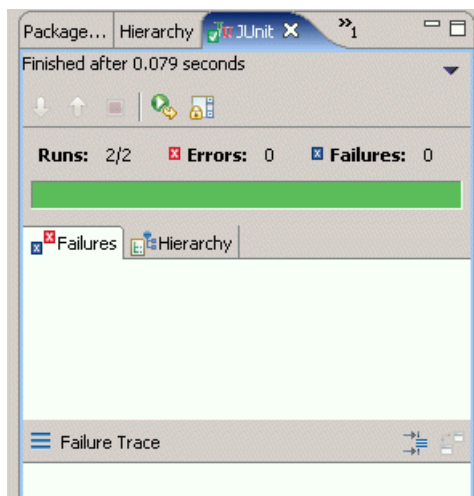 Package... Hierarchy JUnit »1
Finished after 0.079 seconds
Runs: 2/2 Errors: 0 Failures: 0
Failures Hierarchy
Failure Trace